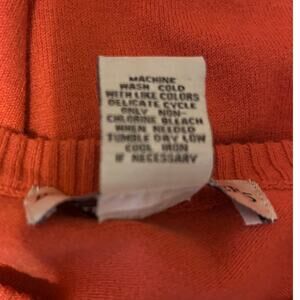 MACHINE
WASH COLD
WITH LIKE COLORS
DELICATE CYCLE
ONLY NON-
CHLORINE BLEACH
WHEN NEEDED
TUMBLE DRY LOW
COOL IRON
IF NECESSARY